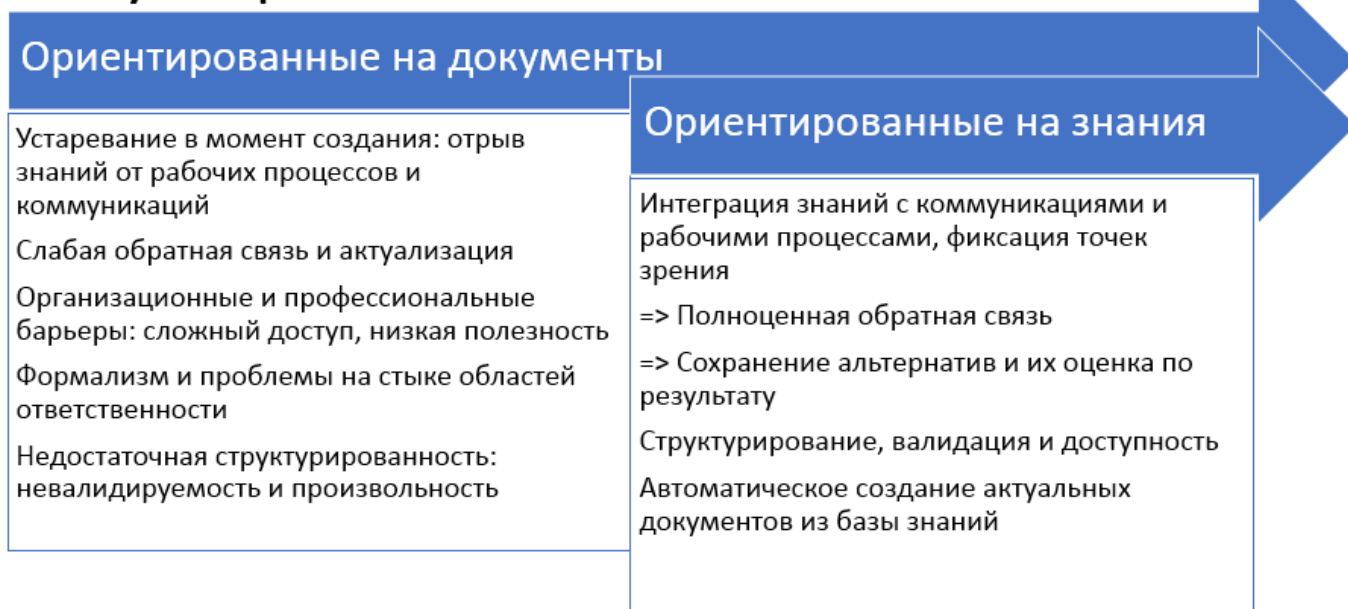 Ориентированные на документы
Устаревание в момент создания: отрыв
знаний от рабочих процессов и
коммуникаций
Слабая обратная связь и актуализация
Организационные и профессиональные
барьеры: сложный доступ, низкая полезность
Формализм и проблемы на стыке областей
ответственности
Недостаточная структурированность:
невалидируемость и произвольность
Ориентированные на знания
Интеграция знаний с коммуникациями и
рабочими процессами, фиксация точек
зрения
=> Полноценная обратная связь
=> Сохранение альтернатив и их оценка по
результату
Структурирование, валидация и доступность
Автоматическое создание актуальных
документов из базы знаний